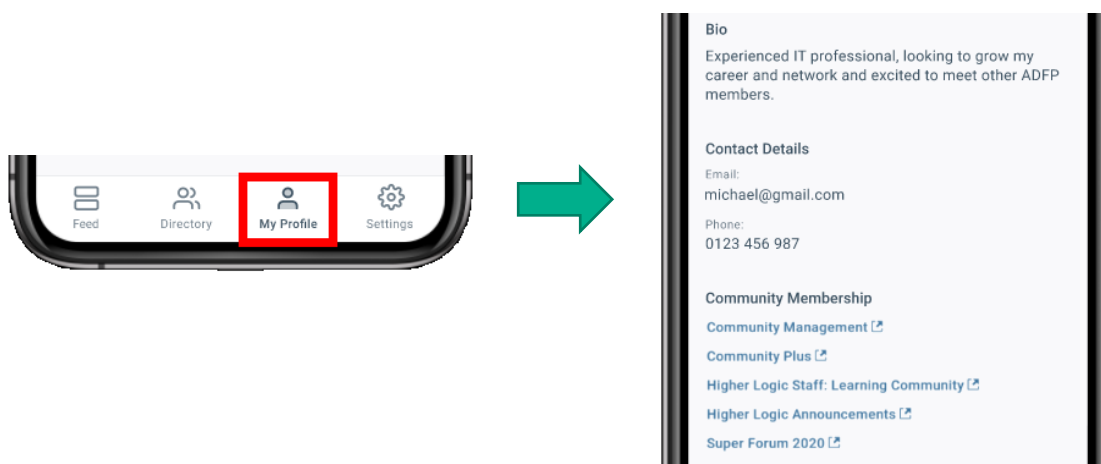 Feed
Directory
My Profile
Settings
Bio
Experienced IT professional, looking to grow my
career and network and excited to meet other ADFP
members.
Contact Details
Email:
michael@gmail.com
Phone:
0123 456 987
Community Membership
Community Management
Community Plus
Higher Logic Staff: Learning Community
Higher Logic Announcements
Super Forum 2020